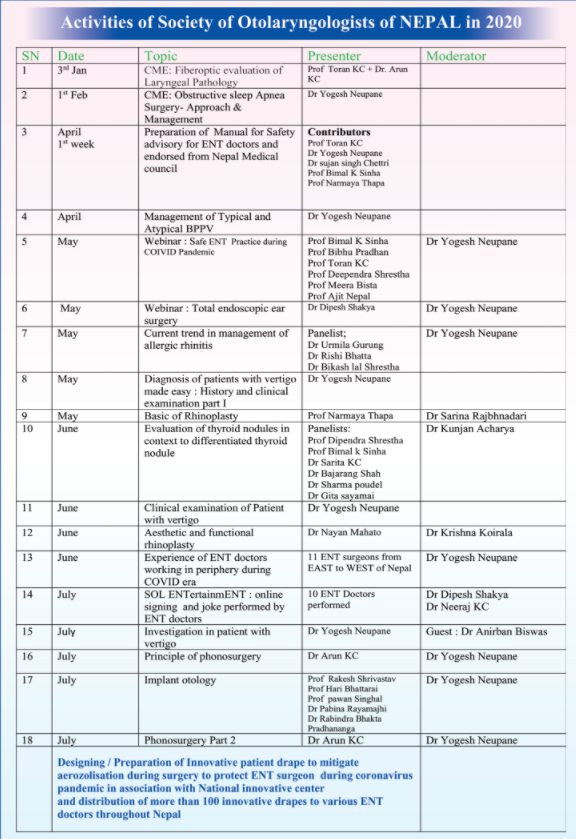 Activities of Society of Otolaryngologists of NEPAL in 2020
SN Date Topic Presenter Moderator
1 3rd Jan CME: Fiberoptic evaluation of Prof Toran KC + Dr. Arun
Laryngeal Pathology KC
2 1st Feb CME: Obstructive sleep Apnea Dr Yogesh Neupane
Surgery- Approach &
Management
3 April Preparation of Manual for Safety Contributors
1st week advisory for ENT doctors and Prof Toran KC
endorsed from Nepal Medical Dr Yogesh Neupane
council Dr sujan singh Chettri
Prof Bimal K Sinha
Prof Narmaya Thapa
4 April Management of Typical and Dr Yogesh Neupane
Atypical BPPV
5 May Webinar : Safe ENT Practice during Prof Bimal K Sinha Dr Yogesh Neupane
COIVID Pandemic Prof Bibhu Pradhan
Prof Toran KC
Prof Deependra Shrestha
Prof Meera Bista
Prof Ajit Nepal
6 May Webinar : Total endoscopic ear Dr Dipesh Shakya Dr Yogesh Neupane
surgery
7 May Current trend in management of Panelist; Dr Yogesh Neupane
allergic rhinitis Dr Urmila Gurung
Dr Rishi Bhatta
Dr Bikash lal Shrestha
8 May Diagnosis of patients with vertigo Dr Yogesh Neupane
made easy : History and clinical
examination part I
9 May Basic of Rhinoplasty Prof Narmaya Thapa Dr Sarina Rajbhnadari
10 June Evaluation of thyroid nodules in Panelists: Dr Kunjan Acharya
context to differentiated thyroid Prof Dipendra Shrestha
nodule Prof Bimal k Sinha
Dr Sarita KC
Dr Bajarang Shah
Dr Sharma poudel
Dr Gita sayamai
11 June Clinical examination of Patient Dr Yogesh Neupane
with vertigo
12 June Aesthetic and functional Dr Nayan Mahato Dr Krishna Koirala
rhinoplasty
13 June Experience of ENT doctors 11 ENT surgeons from Dr Yogesh Neupane
working in periphery during EAST to WEST of Nepal
COVID era
14 July SOL ENTertainmENT : online 10 ENT Doctors Dr Dipesh Shakya
signing and joke performed by performed Dr Neeraj KC
ENT doctors
15 July Investigation in patient with Dr Yogesh Neupane Guest : Dr Anirban Biswas
vertigo
16 July Principle of phonosurgery Dr Arun KC Dr Yogesh Neupane
17 July Implant otology Prof Rakesh Shrivastav Dr Yogesh Neupane
Prof Hari Bhattarai
Prof pawan Singhal
Dr Pabina Rayamajhi
Dr Rabindra Bhakta
Pradhananga
18 July Phonosurgery Part 2 Dr Arun KC Dr Yogesh Neupane
Designing / Preparation of Innovative patient drape to mitigate
aerozolisation during surgery to protect ENT surgeon during coronavirus
pandemic in association with National innovative center
and distribution of more than 100 innovative drapes to various ENT
doctors throughout Nepal